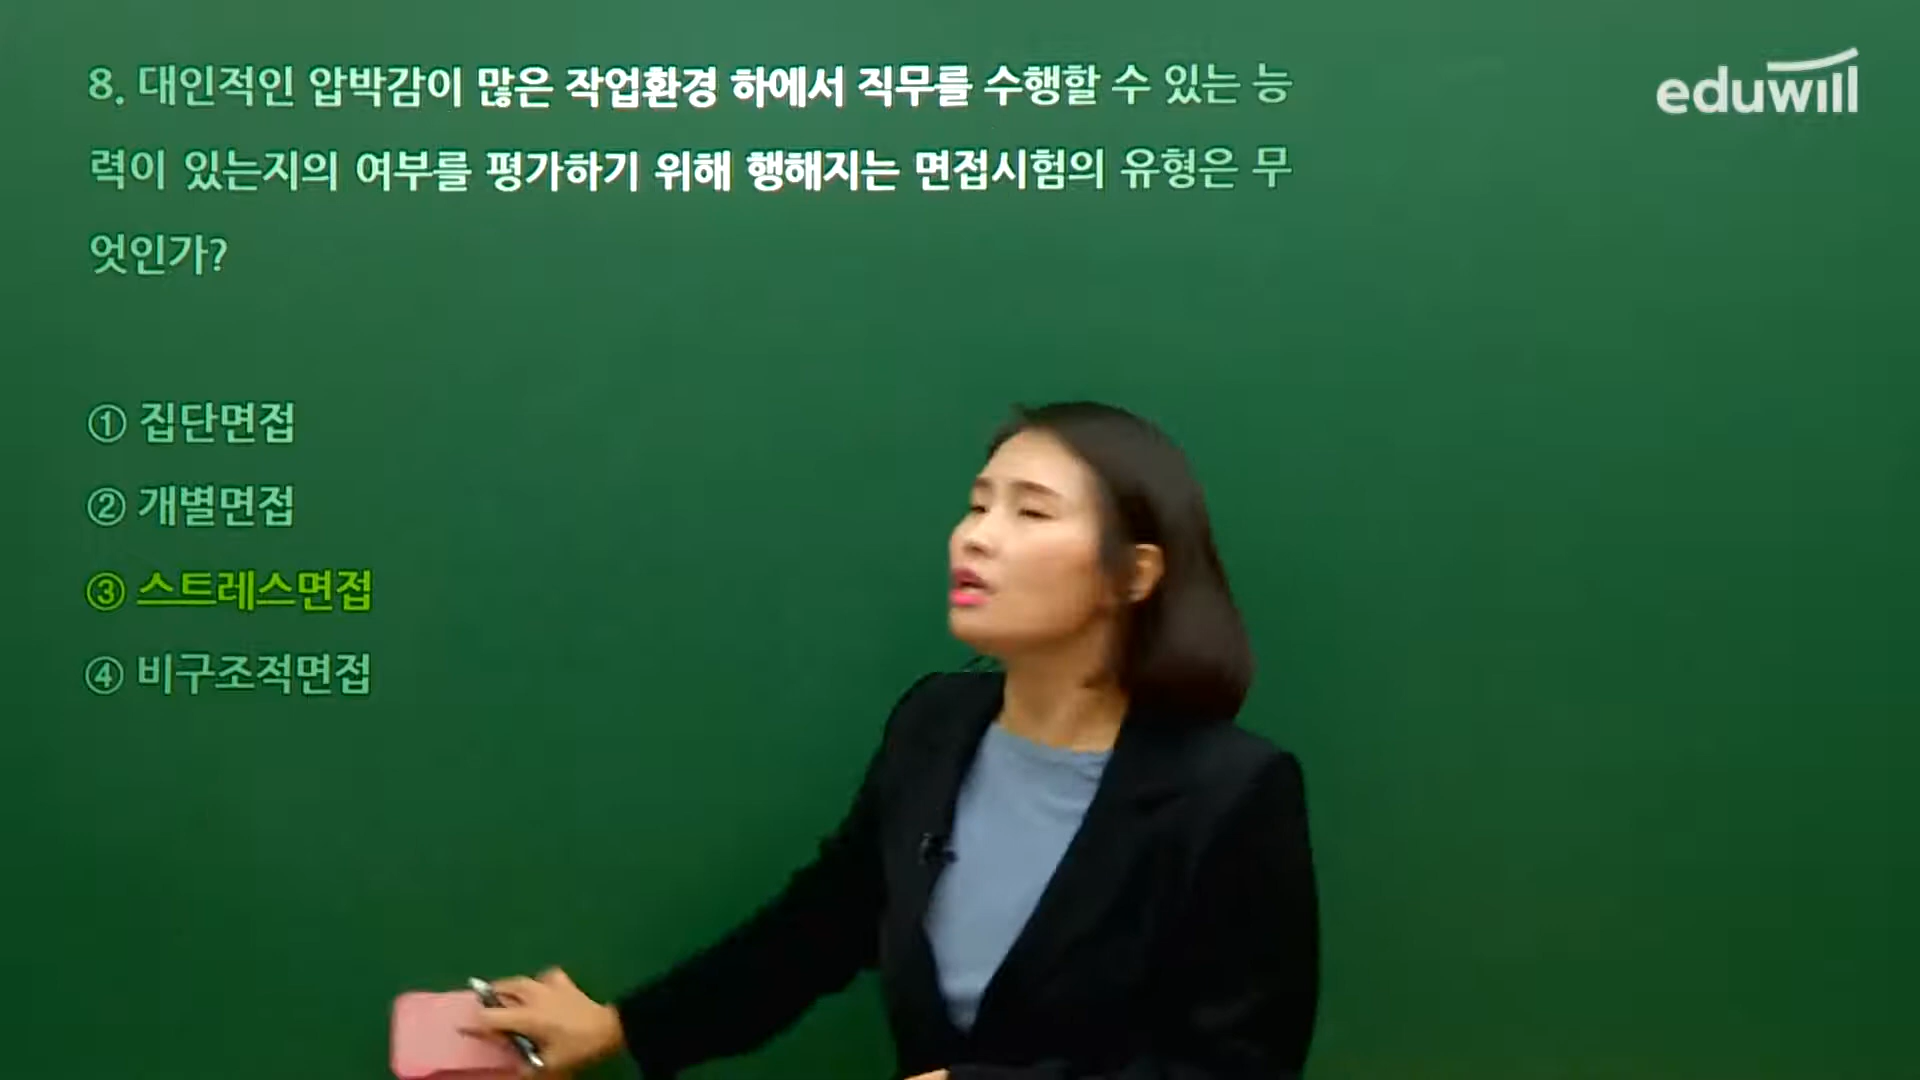 eduwill
8. 대인적인 압박감이 많은 작업환경 하에서 직무를 수행할 수 있는 능
력이 있는지의 여부를 평가하기 위해 행해지는 면접시험의 유형은 무
엇인가?
① 집단면접
② 개별면접
③ 스트레스면접
④ 비구조적면접